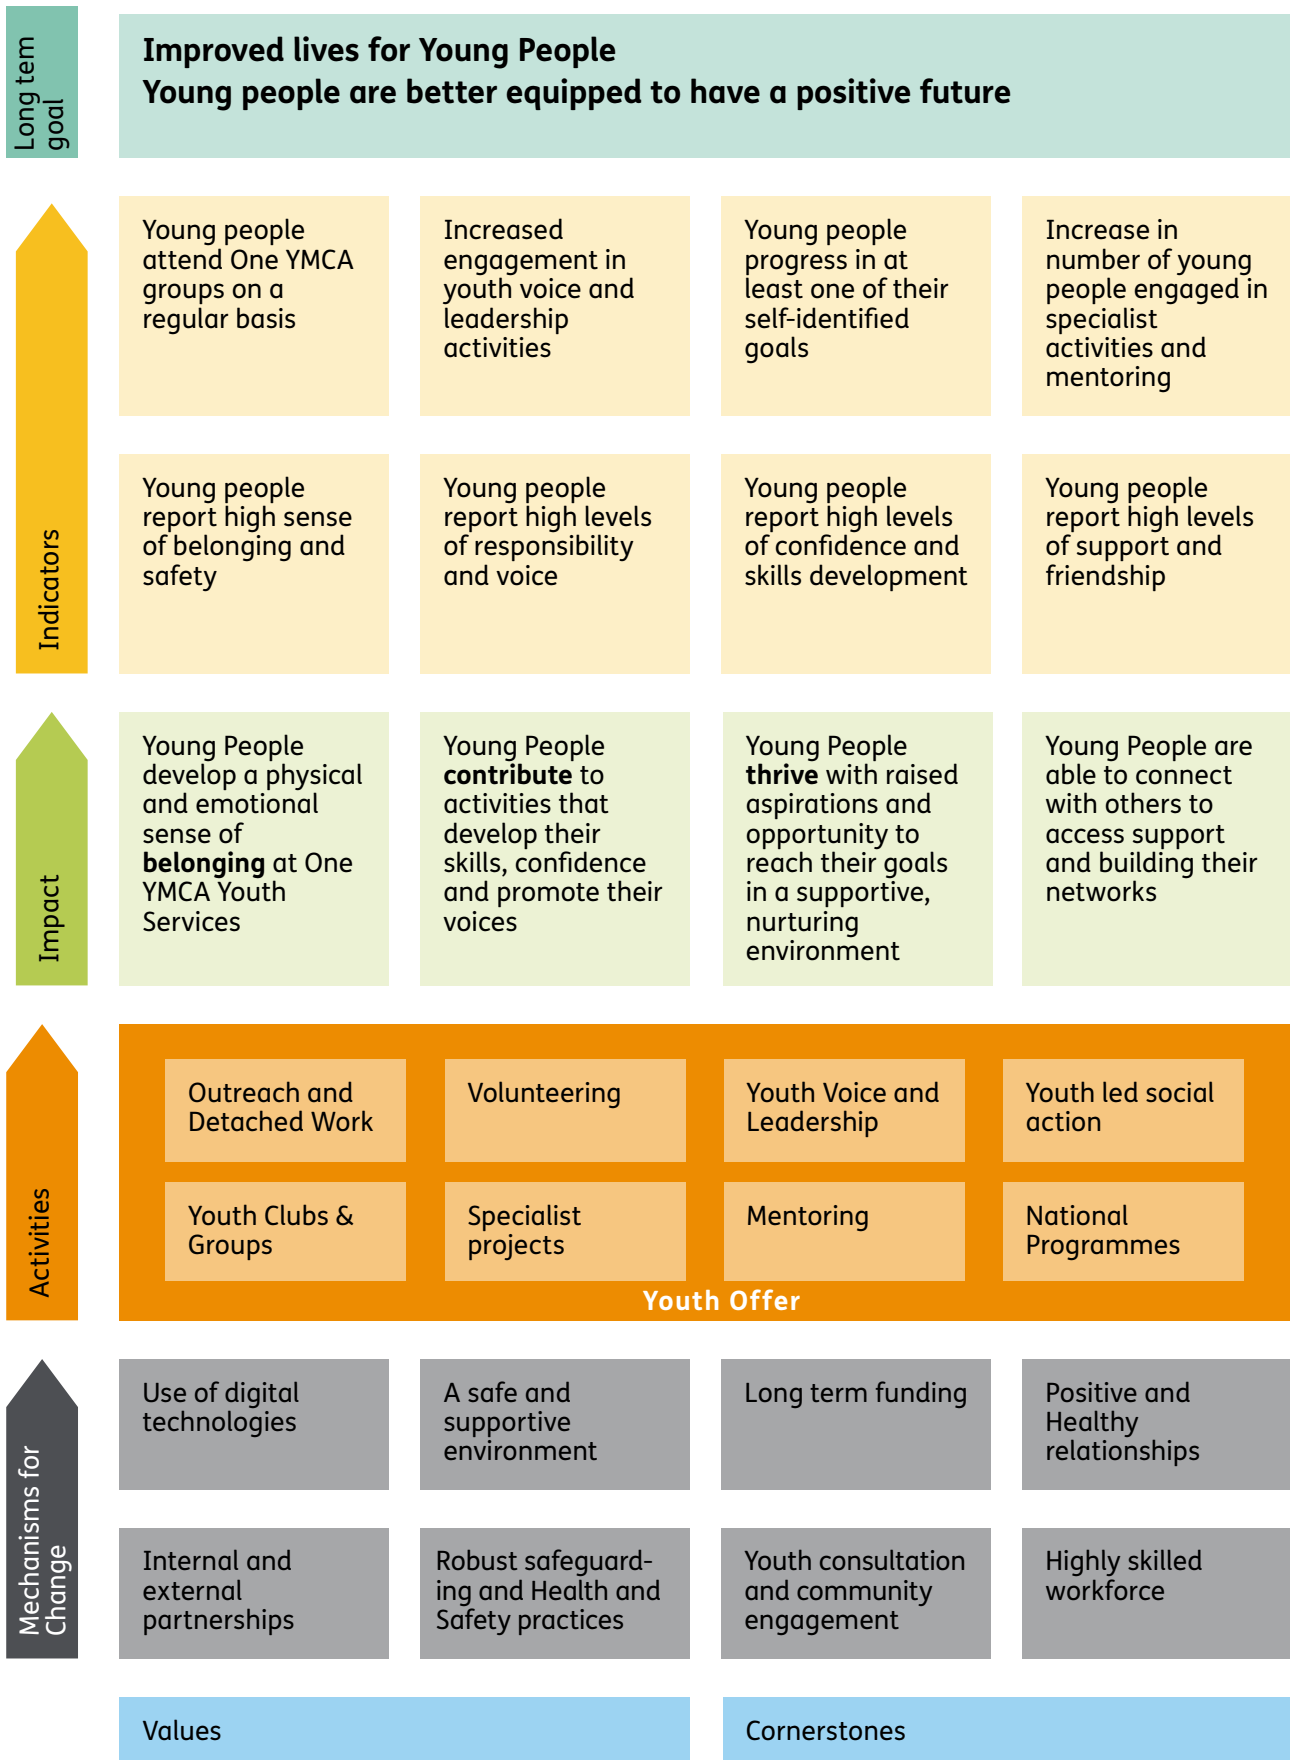 Long tem
goal
Improved lives for Young People
Young people are better equipped to have a positive future
Indicators
Young people
attend One YMCA
groups on a
regular basis
Increased
engagement in
youth voice and
leadership
activities
Young people
progress in at
least one of their
self-identified
goals
Increase in
number of young
people engaged in
specialist
activities and
mentoring
Young people
report high sense
of belonging and
safety
Young people
report high levels
of responsibility
and voice
Young people
report high levels
of confidence and
skills development
Young people
report high levels
of support and
friendship
Impact
Young People
develop a physical
and emotional
sense of
belonging at One
YMCA Youth
Services
Young People
contribute to
activities that
develop their
skills, confidence
and promote their
voices
Young People
thrive with raised
aspirations and
opportunity to
reach their goals
in a supportive,
nurturing
environment
Young People are
able to connect
with others to
access support
and building their
networks
Activities
Outreach and
Detached Work
Volunteering
Youth Voice and
Leadership
Youth led social
action
Youth Clubs &
Groups
Specialist
projects
Mentoring
National
Programmes
Youth Offer
Mechanisms for
Change
Use of digital
technologies
A safe and
supportive
environment
Long term funding
Positive and
Healthy
relationships
Internal and
external
partnerships
Robust safeguard-
ing and Health and
Safety practices
Youth consultation
and community
engagement
Highly skilled
workforce
Values
Cornerstones